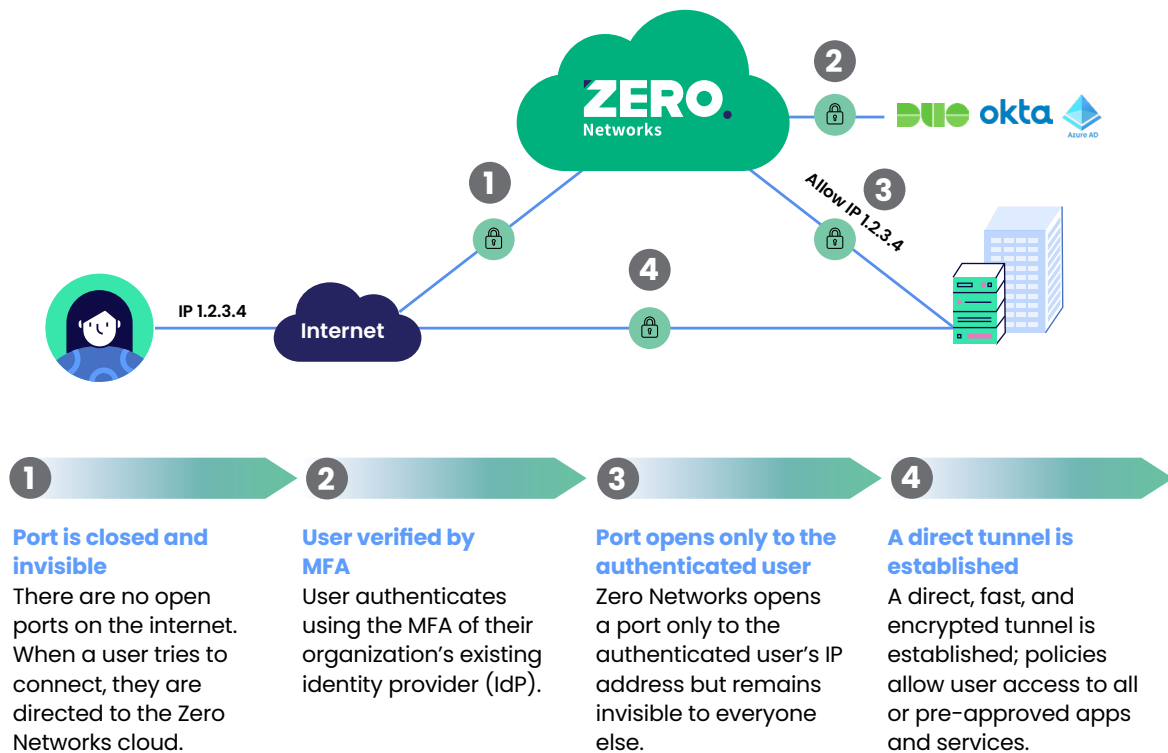 ZERO.
Networks
2
DUO okta
Azure AD
1
Allow IP 1.2.3.4
3
4
IP 1.2.3.4
Internet
1
Port is closed and
invisible
There are no open
ports on the internet.
When a user tries to
connect, they are
directed to the Zero
Networks cloud.
2
User verified by
MFA
User authenticates
using the MFA of their
organization’s existing
identity provider (IdP).
3
Port opens only to the
authenticated user
Zero Networks opens
a port only to the
authenticated user’s IP
address but remains
invisible to everyone
else.
4
A direct tunnel is
established
A direct, fast, and
encrypted tunnel is
established; policies
allow user access to all
or pre-approved apps
and services.